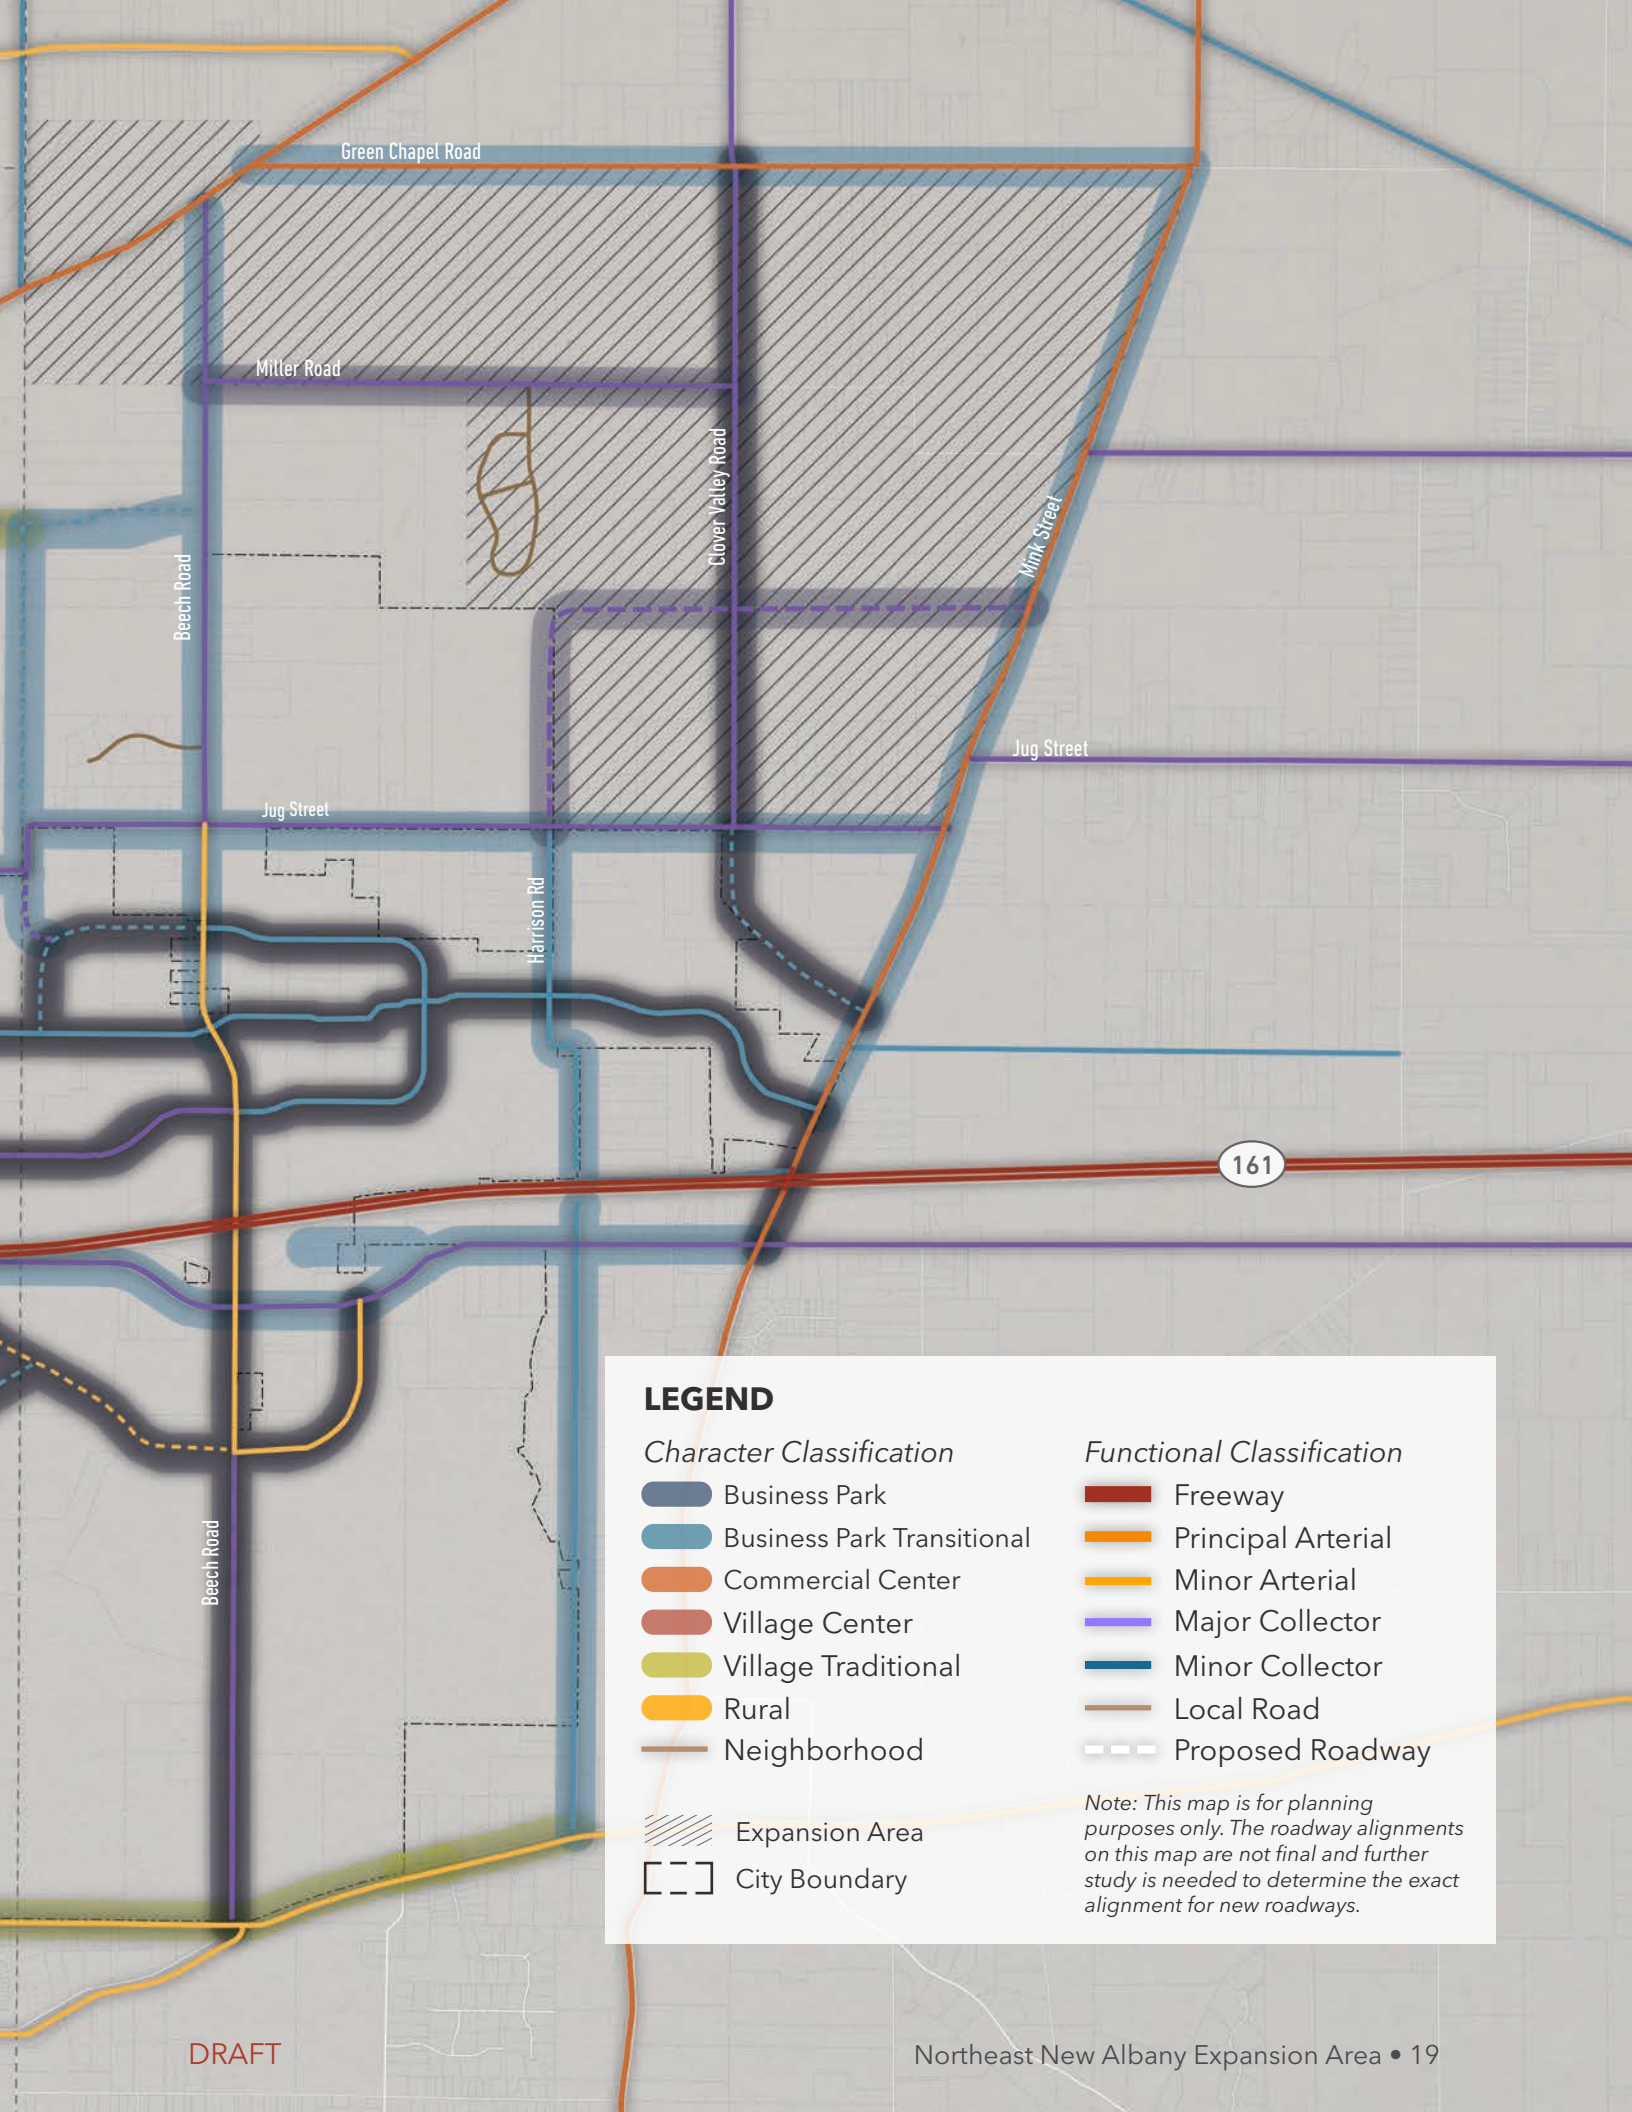 Green Chapel Road
Miller Road
Clover Valley Road
Mink Street
Beech Road
Jug Street
Jug Street
Harrison Rd
161
Beech Road
LEGEND
Character Classification
Business Park
Business Park Transitional
Commercial Center
Village Center
Village Traditional
Rural
Neighborhood
Expansion Area
City Boundary
Functional Classification
Freeway
Principal Arterial
Minor Arterial
Major Collector
Minor Collector
Local Road
Proposed Roadway
Note: This map is for planning
purposes only. The roadway alignments
on this map are not final and further
study is needed to determine the exact
alignment for new roadways.
DRAFT
Northeast New Albany Expansion Area • 19